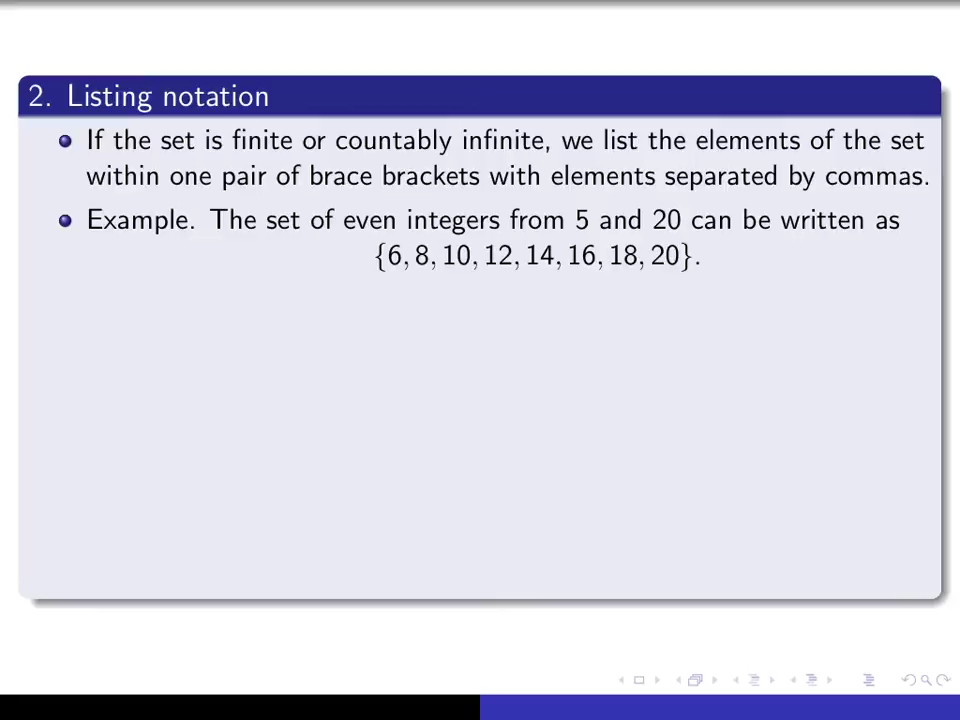 2. Listing notation
If the set is finite or countably infinite, we list the elements of the set
within one pair of brace brackets with elements separated by commas.
Example. The set of even integers from 5 and 20 can be written as
{6, 8, 10, 12, 14, 16, 18, 20}.